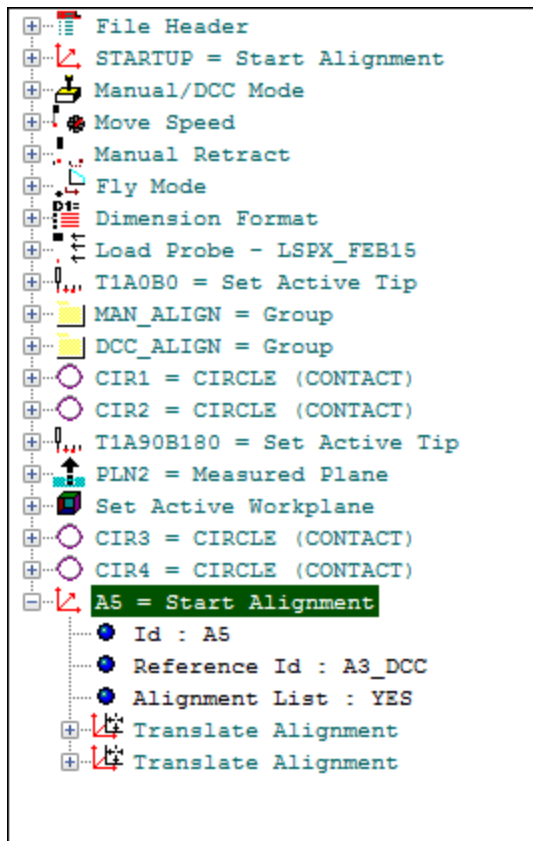 File Header
STARTUP = Start Alignment
Manual/DCC Mode
Move Speed
Manual Retract
Fly Mode
D1=
Dimension Format
Load Probe - LSPX_FEB15
T1A0B0 = Set Active Tip
MAN_ALIGN = Group
DCC_ALIGN = Group
CIR1 = CIRCLE (CONTACT)
CIR2 = CIRCLE (CONTACT)
T1A90B180 = Set Active Tip
PLN2 = Measured Plane
Set Active Workplane
CIR3 = CIRCLE (CONTACT)
CIR4 = CIRCLE (CONTACT)
A5 = Start Alignment
Id : A5
Reference Id : A3_DCC
Alignment List : YES
Translate Alignment
Translate Alignment